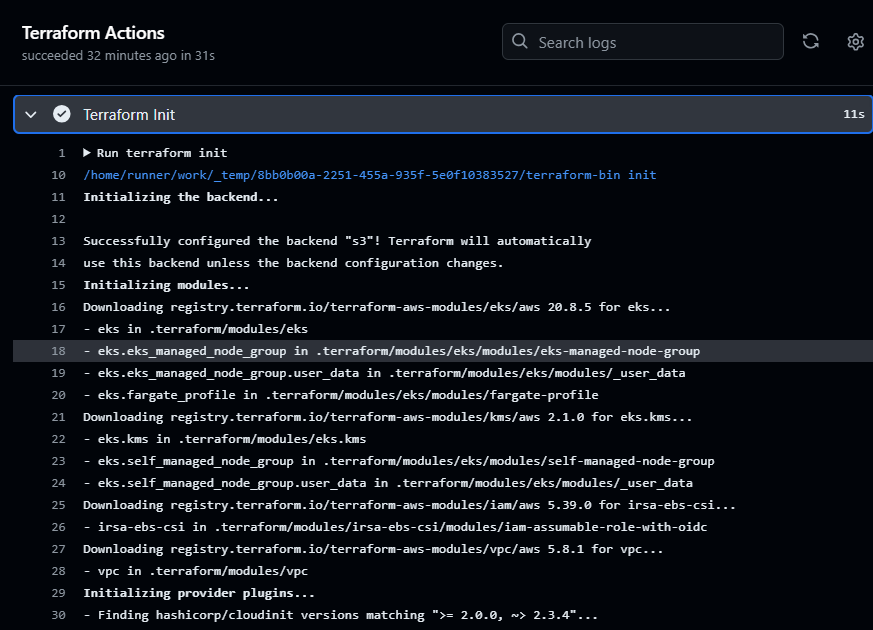 Terraform Actions
succeeded 32 minutes ago in 31s
Search logs
Terraform Init
11s
1 Run terraform init
10 /home/runner/work/_temp/8bb0b00a-2251-455a-935f-5e0f10383527/terraform-bin init
11 Initializing the backend...
12
13 Successfully configured the backend "s3"! Terraform will automatically
14 use this backend unless the backend configuration changes.
15 Initializing modules...
16 Downloading registry.terraform.io/terraform-aws-modules/eks/aws 20.8.5 for eks...
17 - eks in .terraform/modules/eks
18 - eks.eks_managed_node_group in .terraform/modules/eks/modules/eks-managed-node-group
19 - eks.eks_managed_node_group.user_data in .terraform/modules/eks/modules/_user_data
20 - eks.fargate_profile in .terraform/modules/eks/modules/fargate-profile
21 Downloading registry.terraform.io/terraform-aws-modules/kms/aws 2.1.0 for eks.kms...
22 - eks.kms in .terraform/modules/eks.kms
23 - eks.self_managed_node_group in .terraform/modules/eks/modules/self-managed-node-group
24 - eks.self_managed_node_group.user_data in .terraform/modules/eks/modules/_user_data
25 Downloading registry.terraform.io/terraform-aws-modules/iam/aws 5.39.0 for irsa-ebs-csi...
26 - irsa-ebs-csi in .terraform/modules/irsa-ebs-csi/modules/iam-assumable-role-with-oidc
27 Downloading registry.terraform.io/terraform-aws-modules/vpc/aws 5.8.1 for vpc...
28 - vpc in .terraform/modules/vpc
29 Initializing provider plugins...
30 - Finding hashicorp/cloudinit versions matching ">= 2.0.0, ~> 2.3.4"...